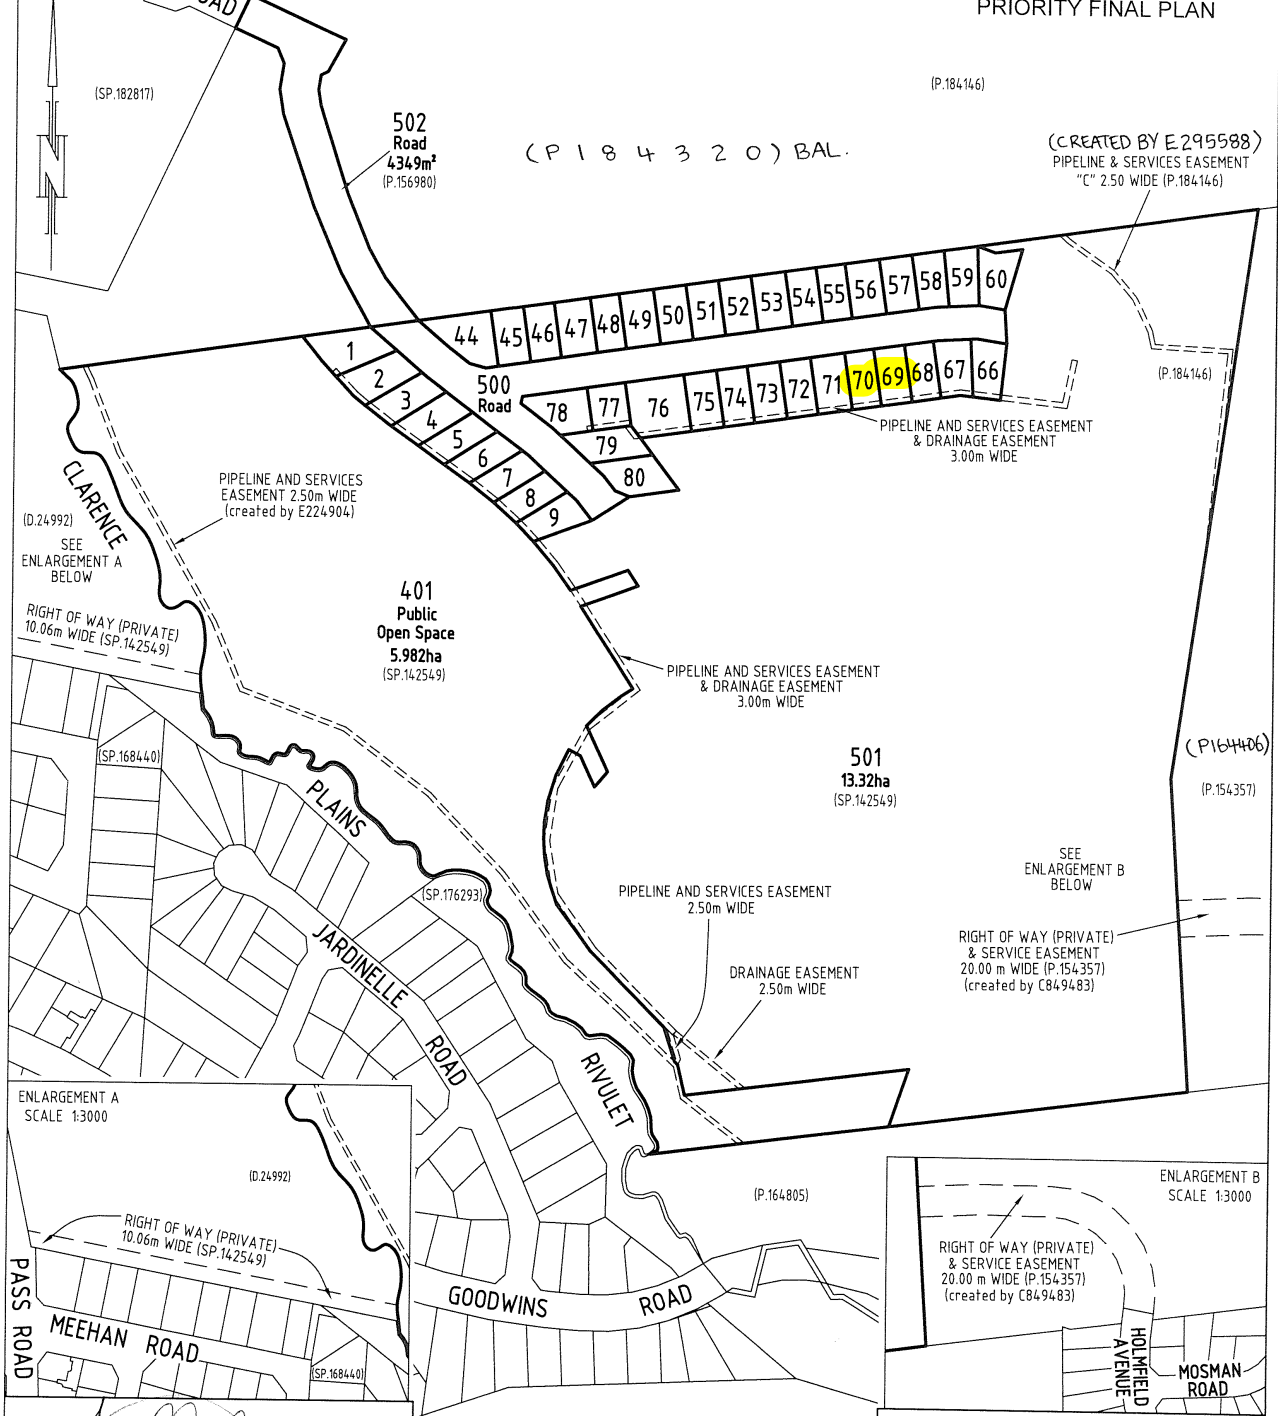 PRIORITY FINAL PLAN
OAD
(SP.182817)
(P.184146)
502
Road
4349m²
(P.156980)
(P184320) BAL.
(CREATED BY E295588)
PIPELINE & SERVICES EASEMENT
"C" 2.50 WIDE (P.184146)
N
44 45 46 47 48 49 50 51 52 53 54 55 56 57 58 59 60
1
2
3
4
5
6
7
8
9
500
Road
78 77 76 75 74 73 72 71 70 69 68 67 66
79
80
(P.184146)
PIPELINE AND SERVICES EASEMENT
& DRAINAGE EASEMENT
3.00m WIDE
CLARENCE
PIPELINE AND SERVICES
EASEMENT 2.50m WIDE
(created by E224904)
(D.24992)
SEE
ENLARGEMENT A
BELOW
RIGHT OF WAY (PRIVATE)
10.06m WIDE (SP.142549)
401
Public
Open Space
5.982ha
(SP.142549)
PIPELINE AND SERVICES EASEMENT
& DRAINAGE EASEMENT
3.00m WIDE
501
13.32ha
(SP.142549)
(P164406)
(P.154357)
(SP.168440)
PLAINS
SEE
ENLARGEMENT B
BELOW
(SP.176293)
PIPELINE AND SERVICES EASEMENT
2.50m WIDE
RIGHT OF WAY (PRIVATE)
& SERVICE EASEMENT
20.00 m WIDE (P.154357)
(created by C849483)
JARDINELLE
ROAD
DRAINAGE EASEMENT
2.50m WIDE
RIVULET
ENLARGEMENT A
SCALE 1:3000
(D.24992)
RIGHT OF WAY (PRIVATE)
10.06m WIDE (SP.142549)
PASS ROAD
MEEHAN ROAD
(SP.168440)
GOODWINS ROAD
(P.164805)
ENLARGEMENT B
SCALE 1:3000
RIGHT OF WAY (PRIVATE)
& SERVICE EASEMENT
20.00 m WIDE (P.154357)
(created by C849483)
HOLMFIELD
AVENUE
MOSMAN
ROAD